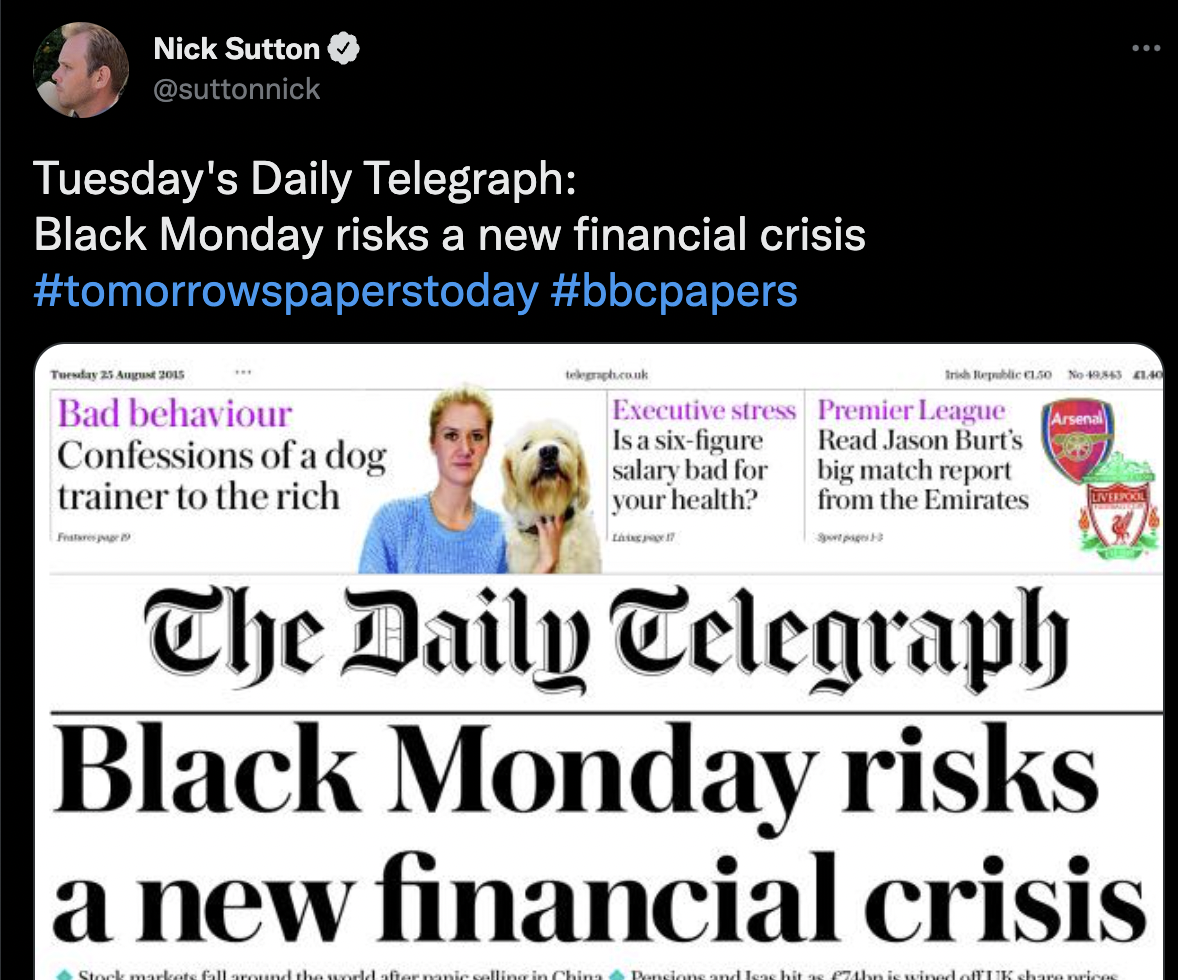 Nick Sutton
@suttonnick
Tuesday's Daily Telegraph:
Black Monday risks a new financial crisis
#tomorrowspaperstoday #bbcpapers
Tuesday 25 August 2015 *** telegraph.co.uk Irish Republic €1.50 No 49,843 £1.40
Bad behaviour
Confessions of a dog
trainer to the rich
Features page 19
Executive stress
Is a six-figure
salary bad for
your health?
Living page 17
Premier League
Read Jason Burt's
big match report
from the Emirates
Sport pages 1-3
Arsenal
LIVERPOOL
The Daily Telegraph
Black Monday risks
a new financial crisis
Stock markets fall around the world after panic selling in China Pensions and Isas hit as £74bn is wiped off UK share prices